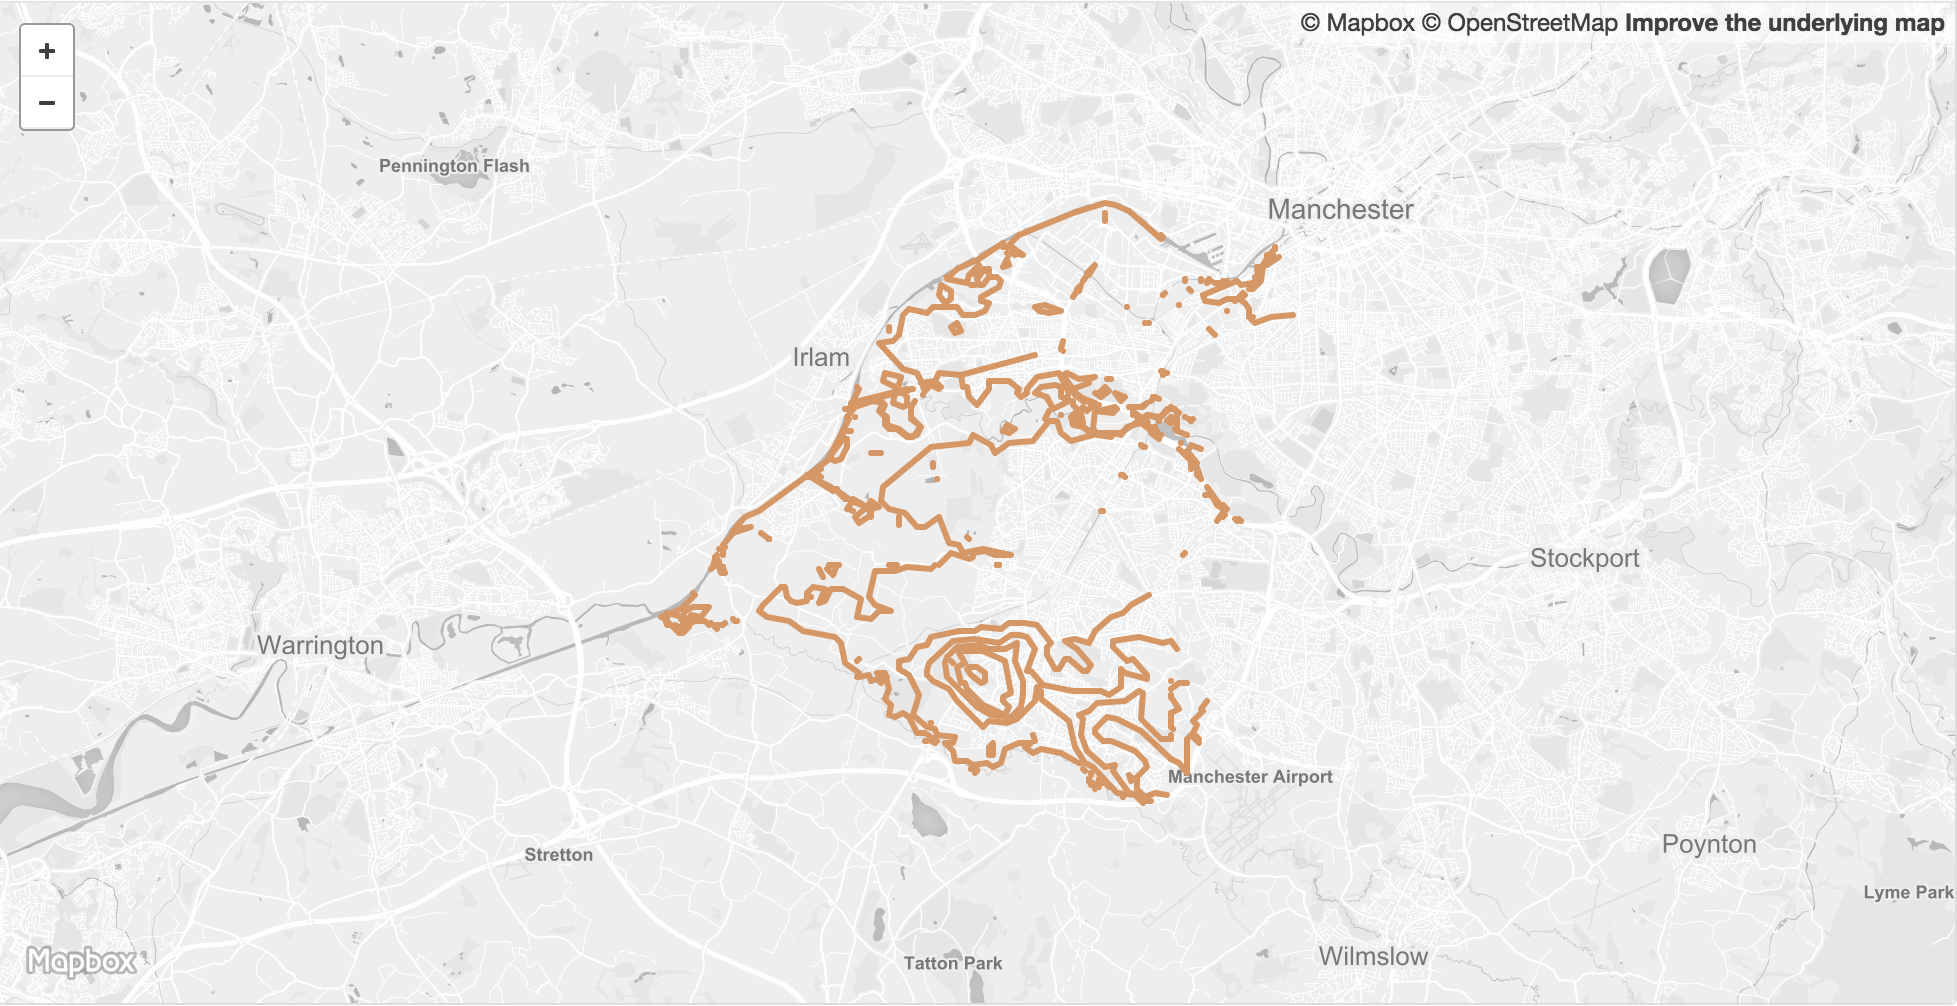 +
© Mapbox © OpenStreetMap Improve the underlying map
−
Pennington Flash
Manchester
Irlam
Stockport
Warrington
Manchester Airport
Poynton
Stretton
Lyme Park
Wilmslow
Tatton Park
Mapbox